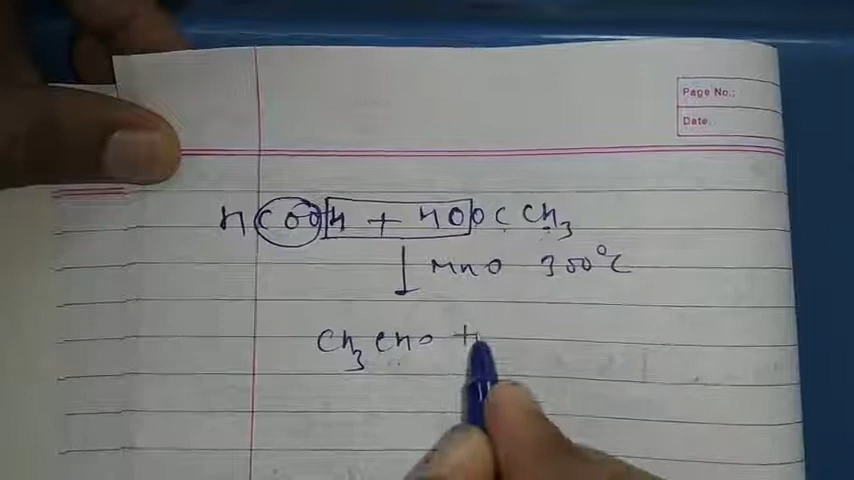 Page No.:
Date.
HCOOH + HOOCCH3
MnO 300°C
CH3CHO +